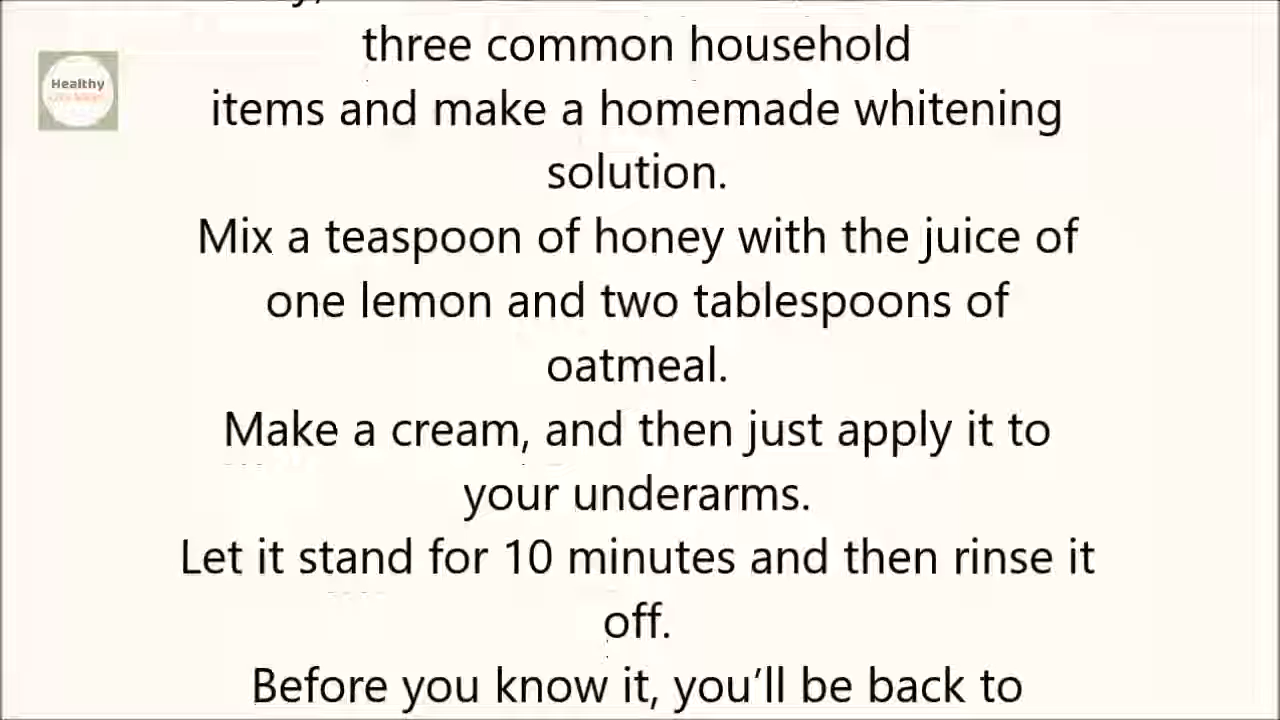 three common household
Healthy
items and make a homemade whitening
solution.
Mix a teaspoon of honey with the juice of
one lemon and two tablespoons of
oatmeal.
Make a cream, and then just apply it to
your underarms.
Let it stand for 10 minutes and then rinse it
off.
Before you know it, you’ll be back to